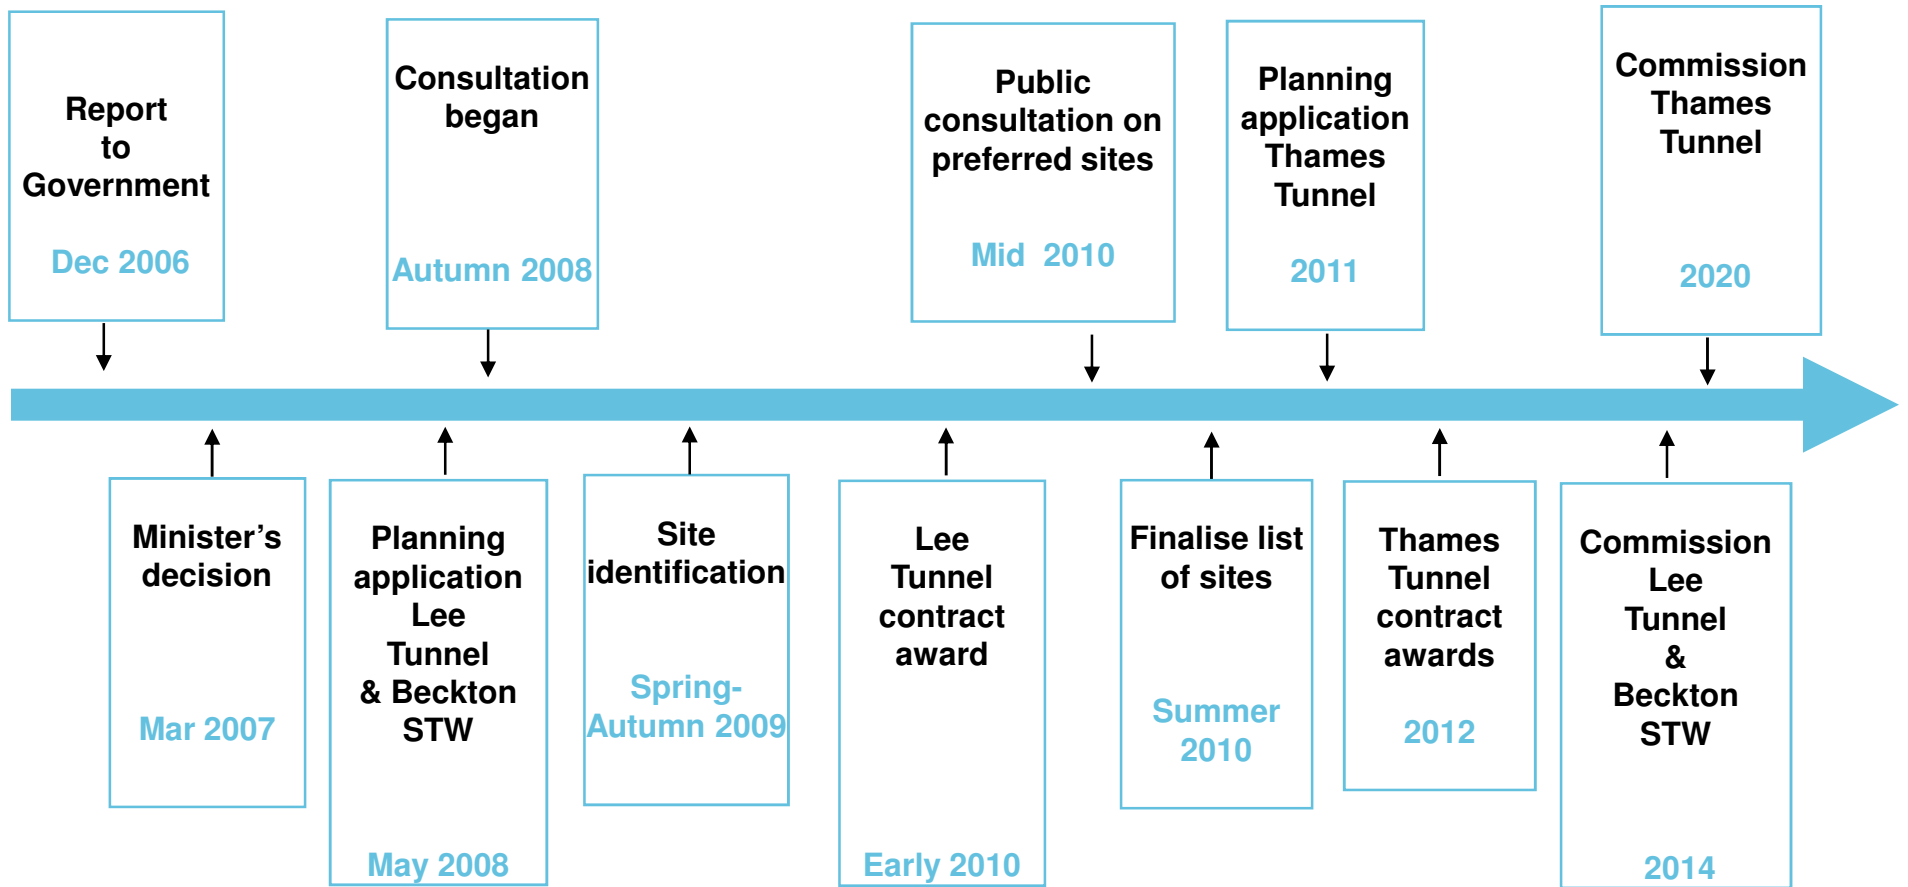 Report
to
Government
Dec 2006
Consultation
began
Autumn 2008
Public
consultation on
preferred sites
Mid 2010
Planning
application
Thames
Tunnel
2011
Commission
Thames
Tunnel
2020
Minister’s
decision
Mar 2007
Planning
application
Lee
Tunnel
& Beckton
STW
May 2008
Site
identification
Spring-
Autumn 2009
Lee
Tunnel
contract
award
Early 2010
Finalise list
of sites
Summer
2010
Thames
Tunnel
contract
awards
2012
Commission
Lee
Tunnel
&
Beckton
STW
2014